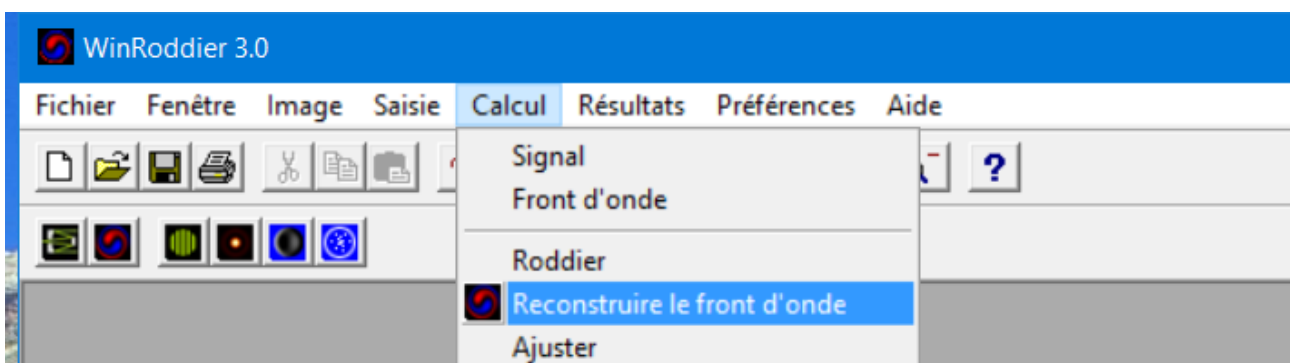 WinRoddier 3.0
Fichier Fenêtre Image Saisie Calcul Résultats Préférences Aide
Signal
?
Front d'onde
Roddier
Reconstruire le front d'onde
Ajuster